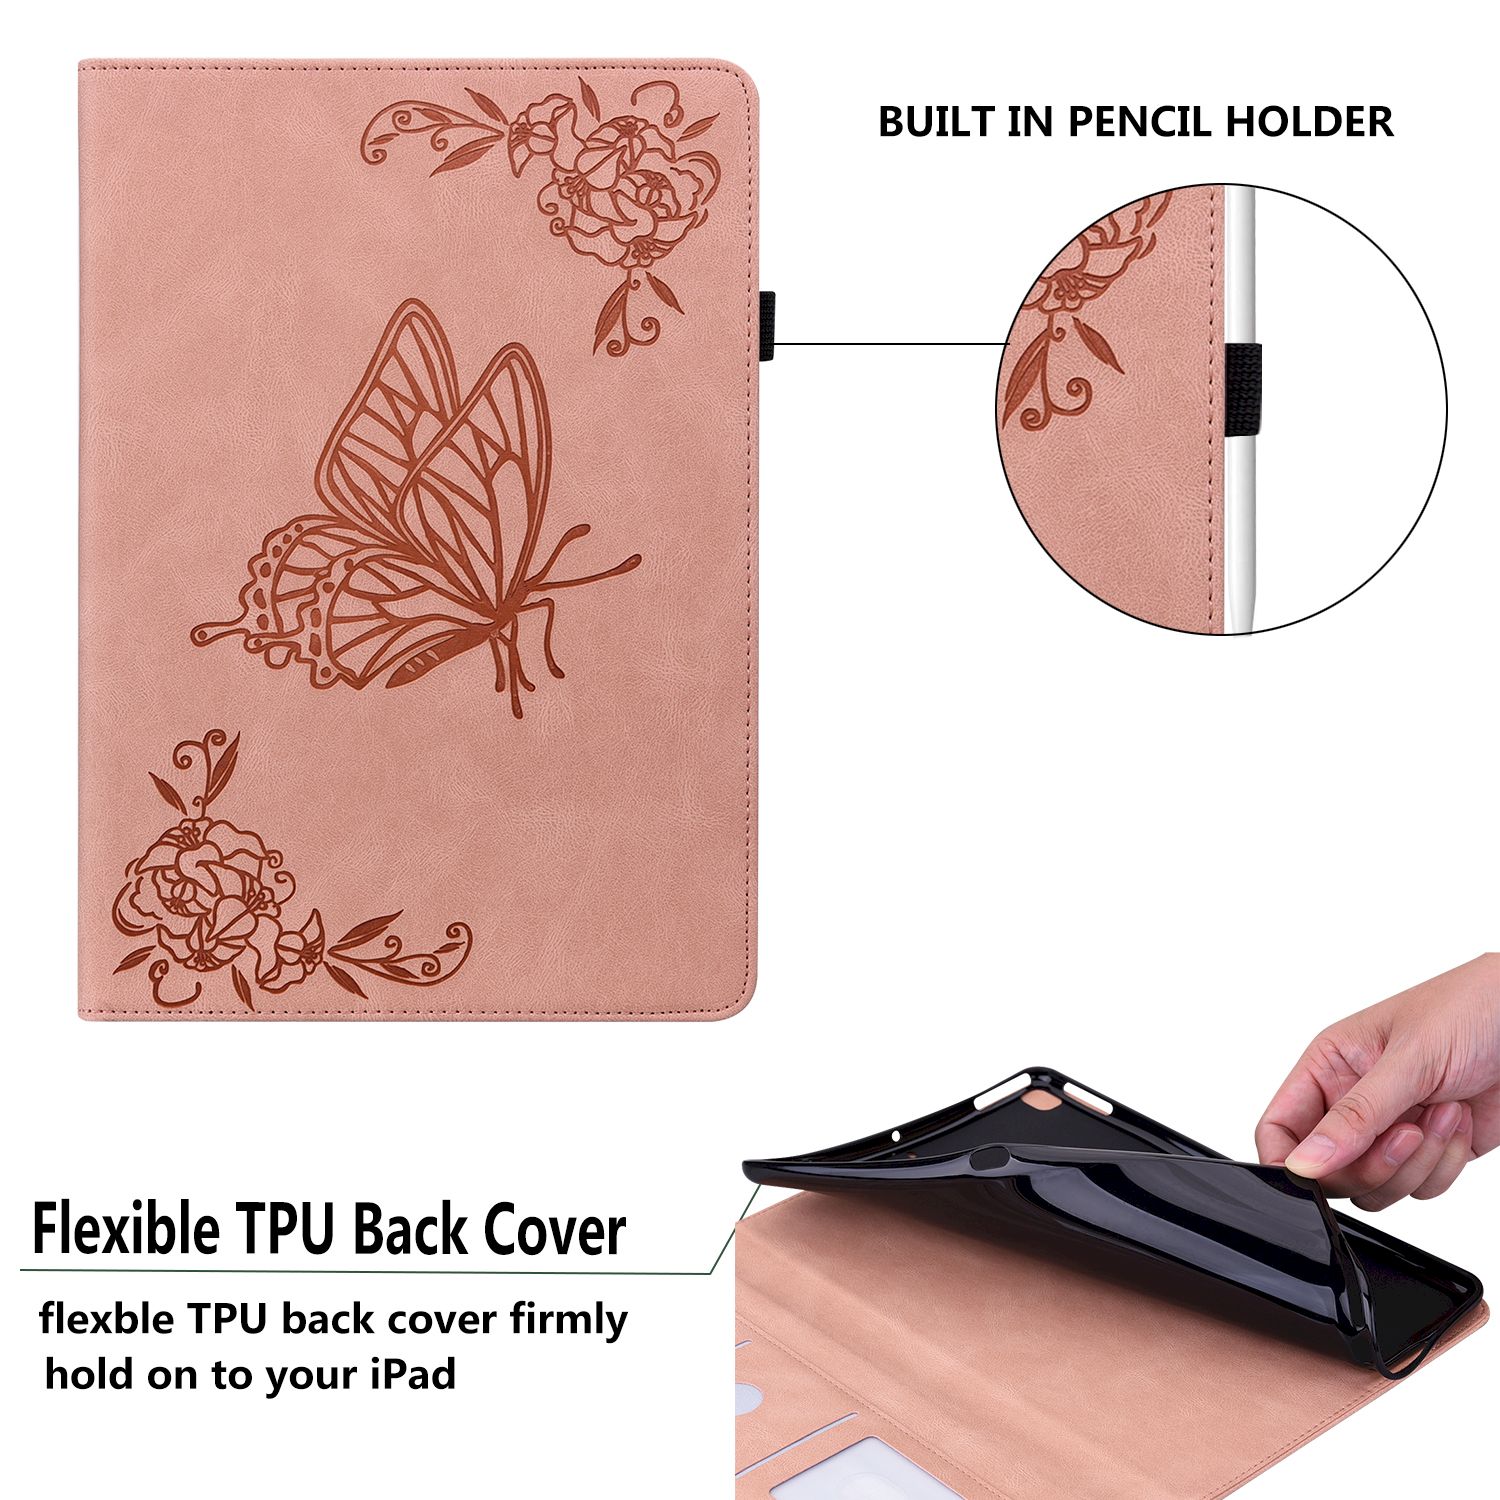 BUILT IN PENCIL HOLDER
Flexible TPU Back Cover
flexble TPU back cover firmly
hold on to your iPad